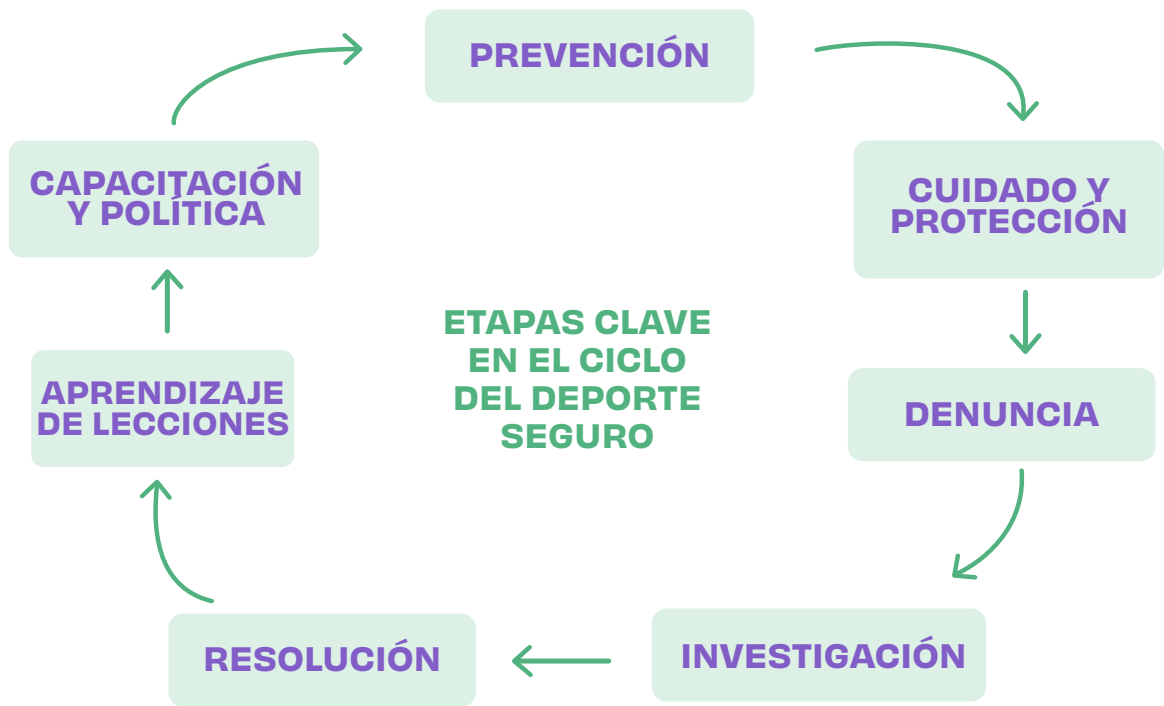 PREVENCIÓN
CUIDADO Y
PROTECCIÓN
DENUNCIA
INVESTIGACIÓN
RESOLUCIÓN
APRENDIZAJE
DE LECCIONES
CAPACITACIÓN
Y POLÍTICA
ETAPAS CLAVE
EN EL CICLO
DEL DEPORTE
SEGURO